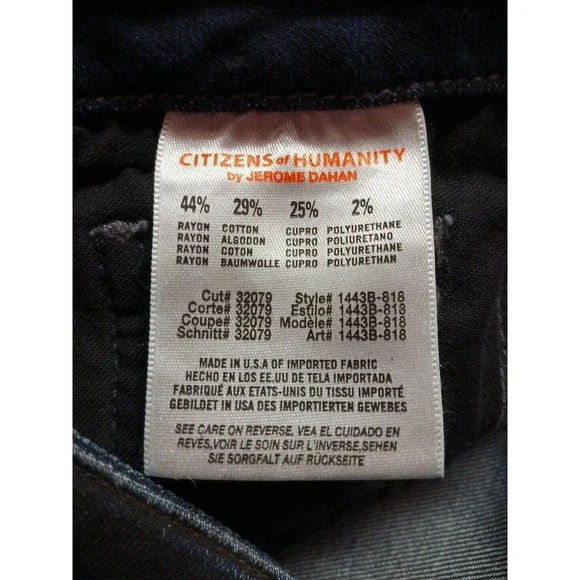 CITIZENS of HUMANITY
by JEROME DAHAN
44% 29% 25% 2%
RAYON COTTON CUPRO POLYURETHANE
RAYON ALGODON CUPRO POLIURETANO
RAYON COTON CUPRO POLYURETHANE
RAYON BAUMWOLLE CUPRO POLYURETHAN
Cut# 32079 Style# 1443B-818
Corte# 32079 Estilo# 1443B-818
Coupe# 32079 Modèle# 1443B-818
Schnitt# 32079 Art# 1443B-818
MADE IN U.S.A OF IMPORTED FABRIC
HECHO EN LOS EE.UU DE TELA IMPORTADA
FABRIQUÉ AUX ETATS-UNIS DU TISSU IMPORTÉ
GEBILDET IN USA DES IMPORTIERTEN GEWEBES
SEE CARE ON REVERSE, VEA EL CUIDADO EN
REVÉS,VOIR LE SOIN SUR L'INVERSE,SEHEN
SIE SORGFALT AUF RÜCKSEITE